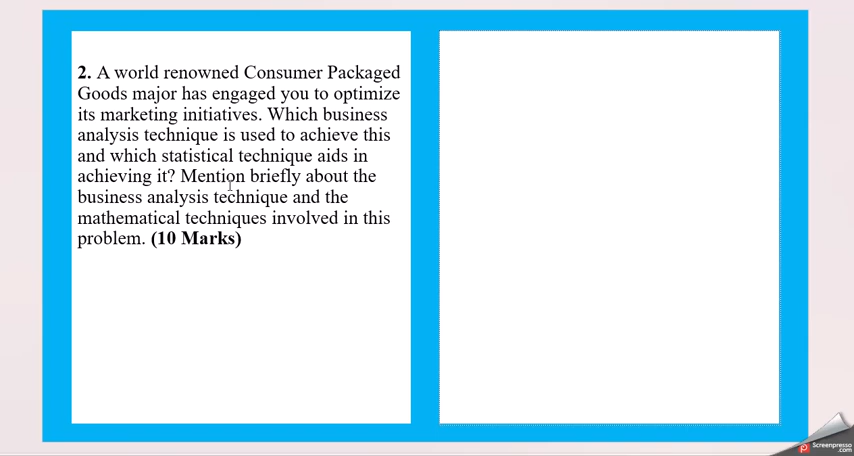 2. A world renowned Consumer Packaged
Goods major has engaged you to optimize
its marketing initiatives. Which business
analysis technique is used to achieve this
and which statistical technique aids in
achieving it? Mention briefly about the
business analysis technique and the
mathematical techniques involved in this
problem. (10 Marks)
Screenpresso
.com